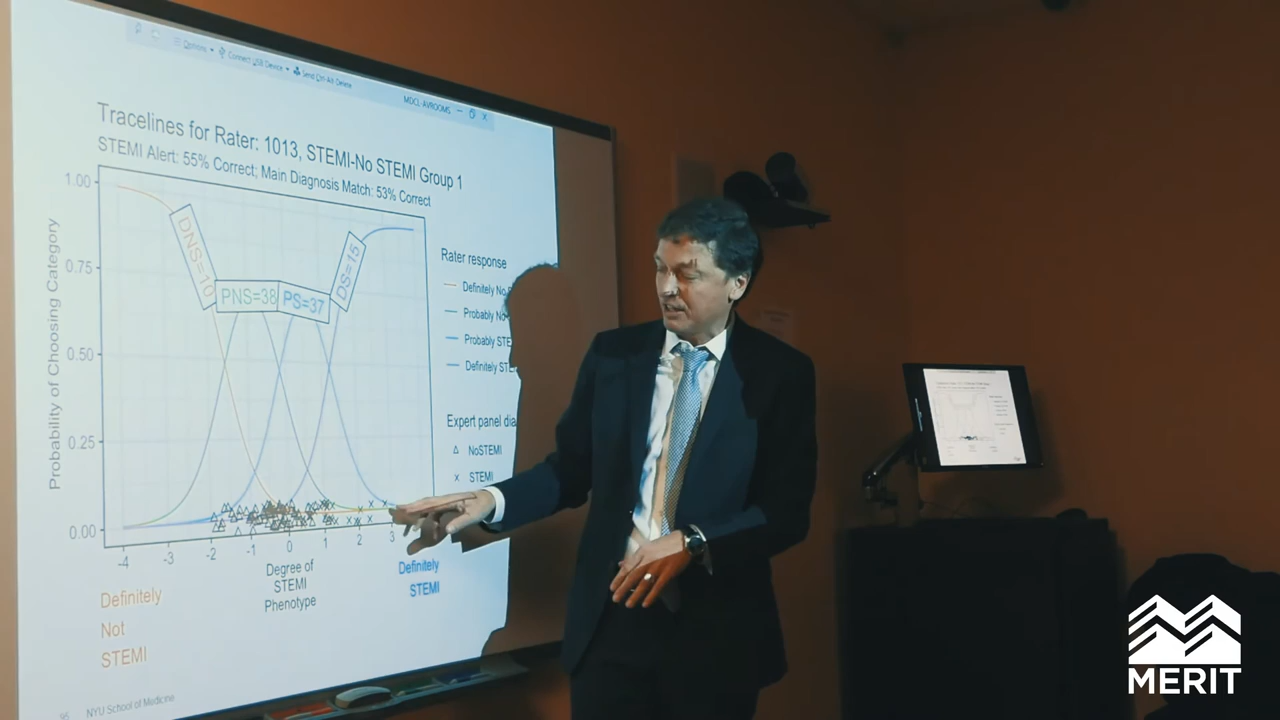 Options
Connect USB Device
Send Ctrl-Alt-Delete
MDCL-AVROOMS
Tracelines for Rater: 1013, STEMI-No STEMI Group 1
STEMI Alert: 55% Correct; Main Diagnosis Match: 53% Correct
Probability of Choosing Category
1.00
0.75
0.50
0.25
0.00
DNS=10
PNS=38
PS=37
DS=15
-4 -3 -2 -1 0 1 2 3
Definitely
Not
STEMI
Degree of
STEMI
Phenotype
Definitely
STEMI
Rater response
Definitely No
Probably No
Probably STE
Definitely STE
Expert panel dia
NoSTEMI
STEMI
NYU School of Medicine
MERIT